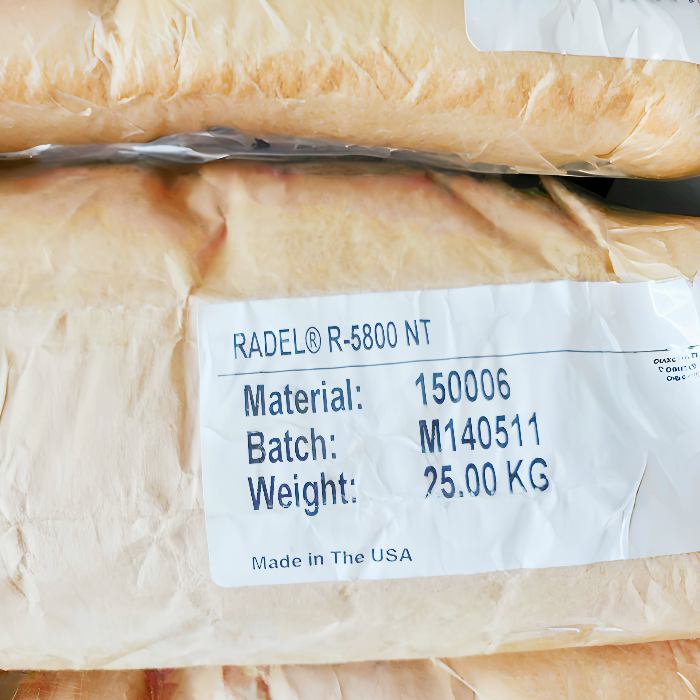 RADEL® R-5800 NT
Material: 150006
Batch: M140511
Weight: 25.00 KG
Made in The USA